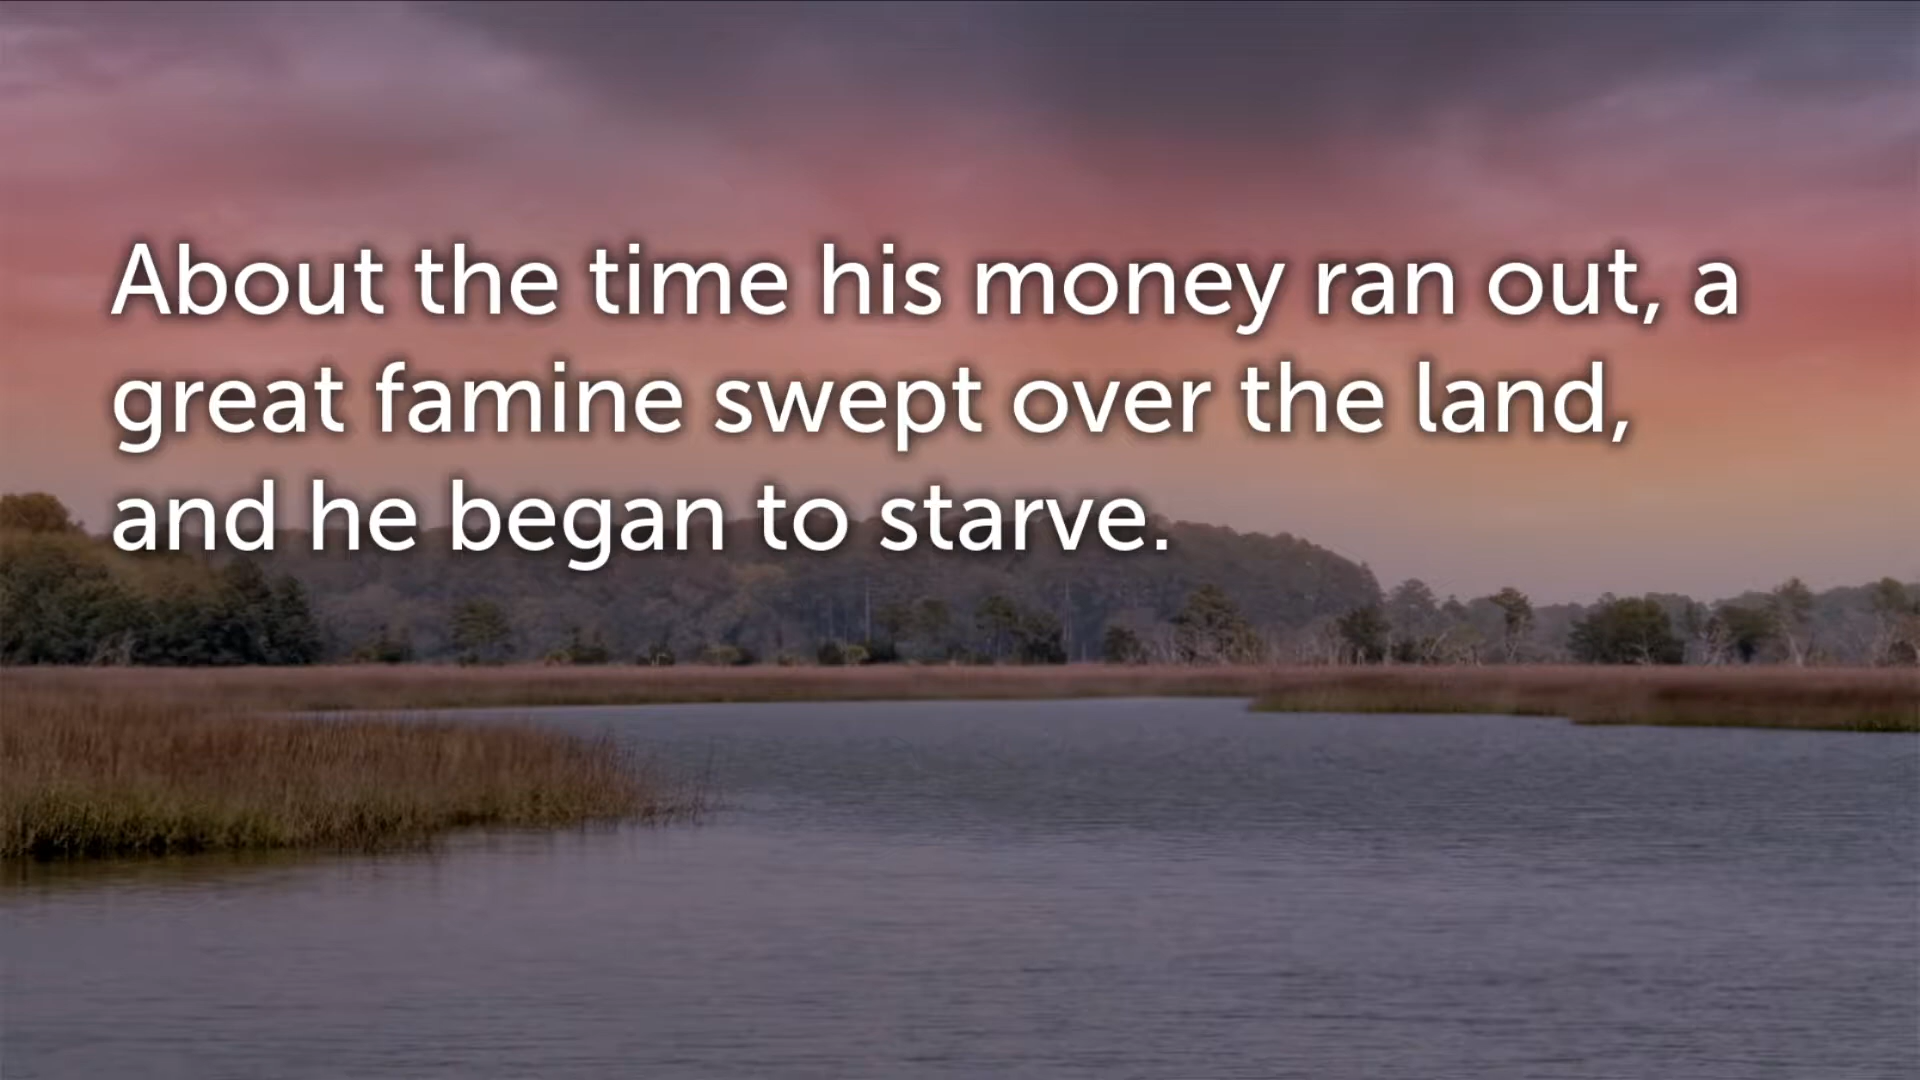 About the time his money ran out, a
great famine swept over the land,
and he began to starve.